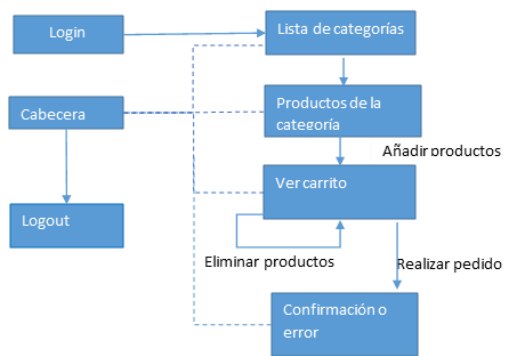 Login
Lista de categorías
Cabecera
Productos de la
categoría
Añadir productos
Ver carrito
Logout
Eliminar productos
Realizar pedido
Confirmación o
error